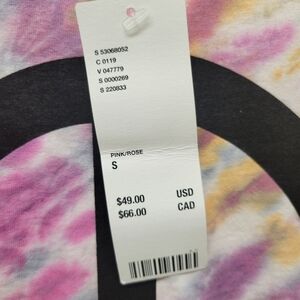 S 53068052
C 0119
V 047779
S 0000269
S 220833
PINK/ROSE
S
$49.00 USD
$66.00 CAD